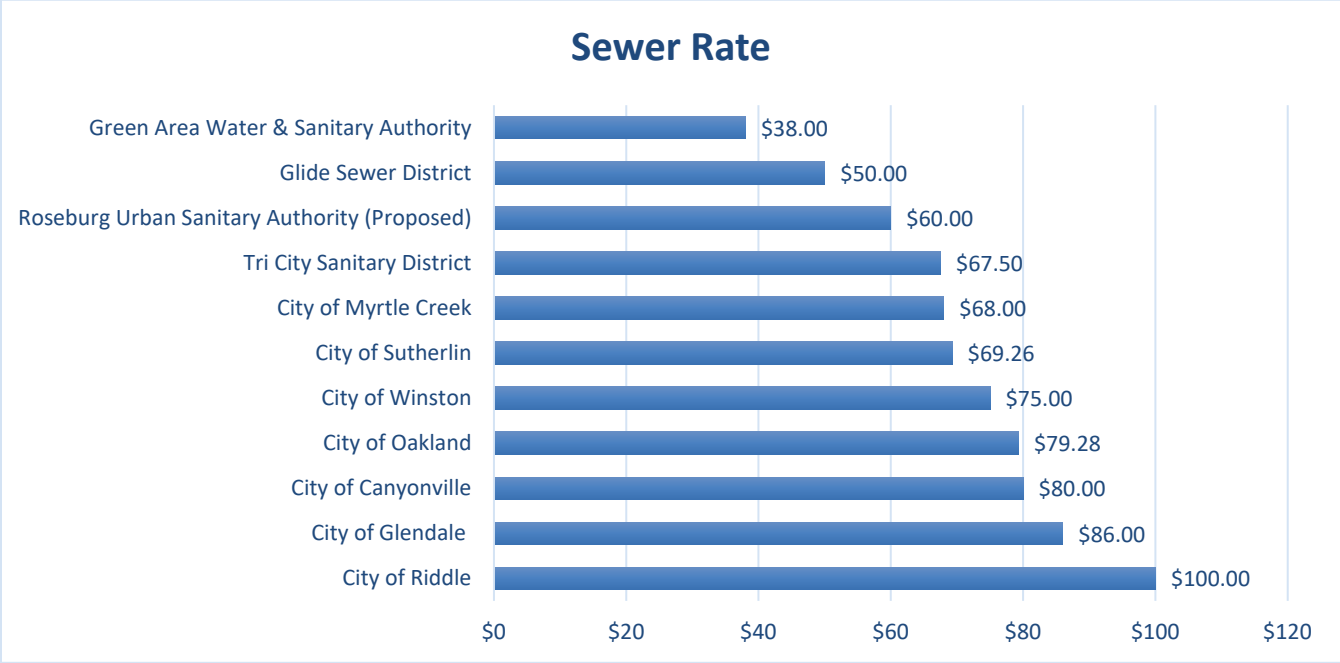 Sewer Rate
Green Area Water & Sanitary Authority $38.00
Glide Sewer District $50.00
Roseburg Urban Sanitary Authority (Proposed) $60.00
Tri City Sanitary District $67.50
City of Myrtle Creek $68.00
City of Sutherlin $69.26
City of Winston $75.00
City of Oakland $79.28
City of Canyonville $80.00
City of Glendale $86.00
City of Riddle $100.00
$0 $20 $40 $60 $80 $100 $120